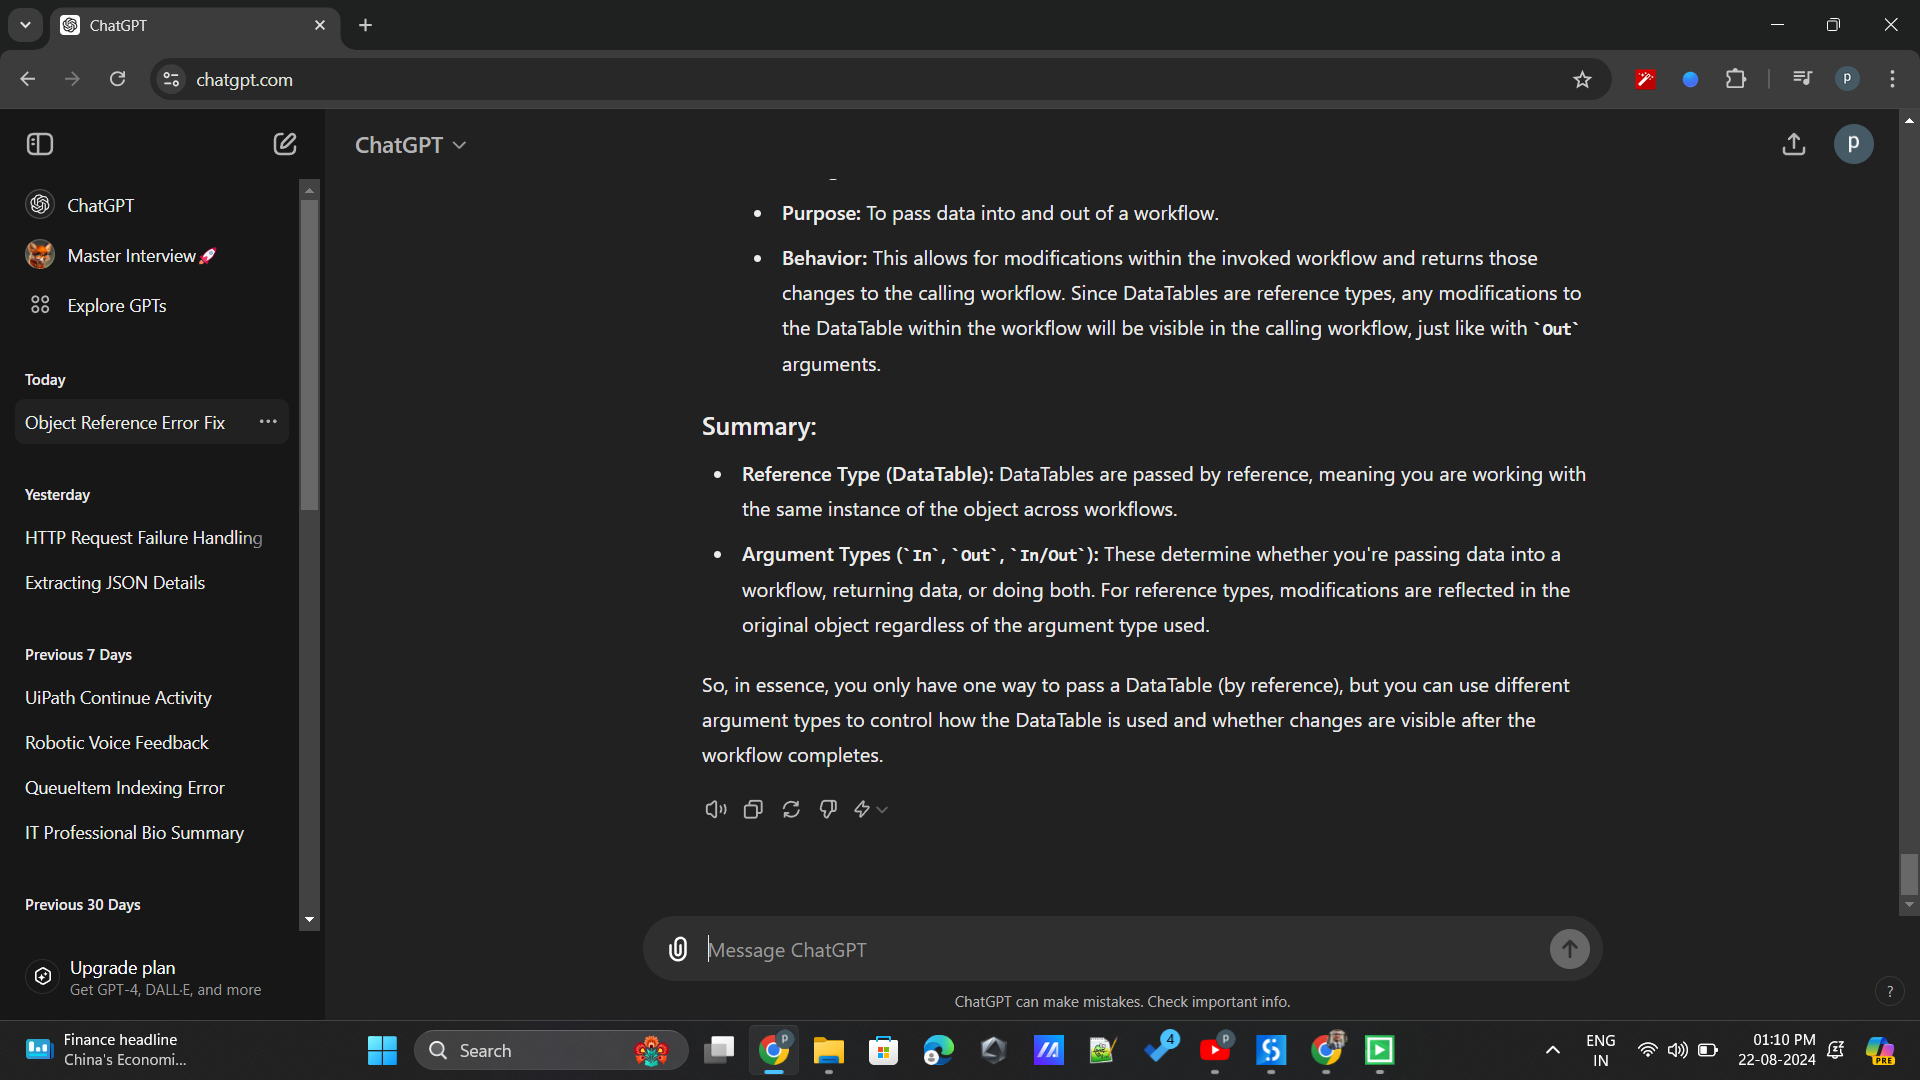 ChatGPT
chatgpt.com
p
ChatGPT
p
ChatGPT
Master Interview🚀
Explore GPTs
Today
Object Reference Error Fix
Yesterday
HTTP Request Failure Handling
Extracting JSON Details
Previous 7 Days
UiPath Continue Activity
Robotic Voice Feedback
QueueItem Indexing Error
IT Professional Bio Summary
Previous 30 Days
Upgrade plan
Get GPT-4, DALL·E, and more
• Purpose: To pass data into and out of a workflow.
• Behavior: This allows for modifications within the invoked workflow and returns those
changes to the calling workflow. Since DataTables are reference types, any modifications to
the DataTable within the workflow will be visible in the calling workflow, just like with `Out`
arguments.
Summary:
• Reference Type (DataTable): DataTables are passed by reference, meaning you are working with
the same instance of the object across workflows.
• Argument Types (`In`, `Out`, `In/Out`): These determine whether you're passing data into a
workflow, returning data, or doing both. For reference types, modifications are reflected in the
original object regardless of the argument type used.
So, in essence, you only have one way to pass a DataTable (by reference), but you can use different
argument types to control how the DataTable is used and whether changes are visible after the
workflow completes.
Message ChatGPT
ChatGPT can make mistakes. Check important info.
?
Finance headline
China's Economi...
Search
P
4
P
ENG
IN
01:10 PM
22-08-2024
PRE